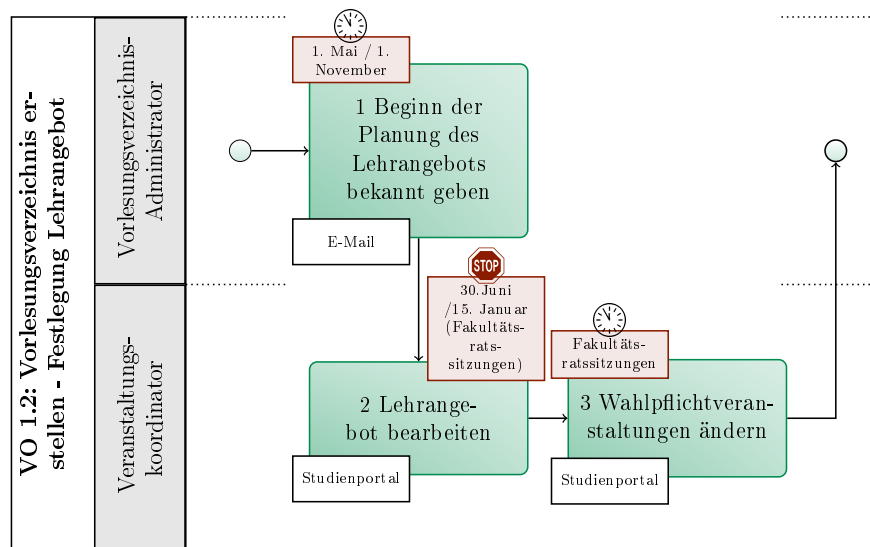 VO 1.2: Vorlesungsverzeichnis er-
stellen - Festlegung Lehrangebot
Vorlesungsverzeichnis-
Administrator
1. Mai / 1.
November
1 Beginn der
Planung des
Lehrangebots
bekannt geben
E-Mail
Veranstaltungs-
koordinator
STOP
30.Juni
/15. Januar
(Fakultäts-
rats-
sitzungen)
2 Lehrange-
bot bearbeiten
Studienportal
Fakultäts-
ratssitzungen
3 Wahlpflichtveran-
staltungen ändern
Studienportal